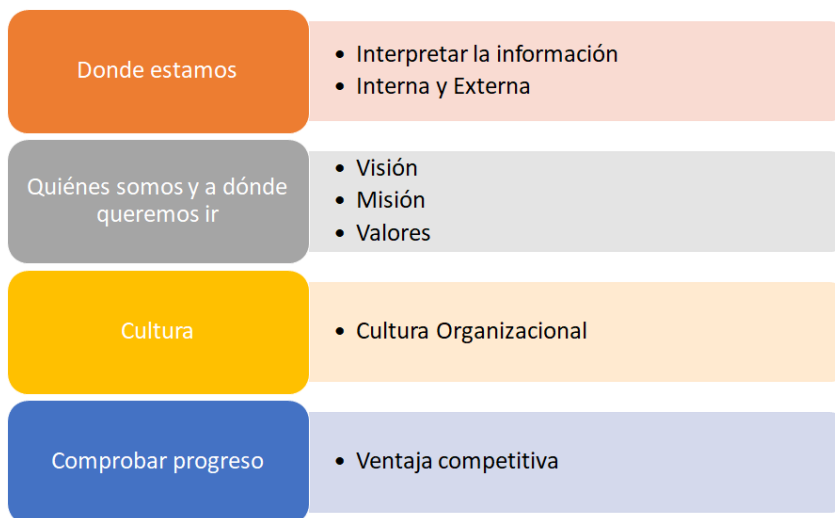 Donde estamos
• Interpretar la información
• Interna y Externa
Quiénes somos y a dónde
queremos ir
• Visión
• Misión
• Valores
Cultura
• Cultura Organizacional
Comprobar progreso
• Ventaja competitiva